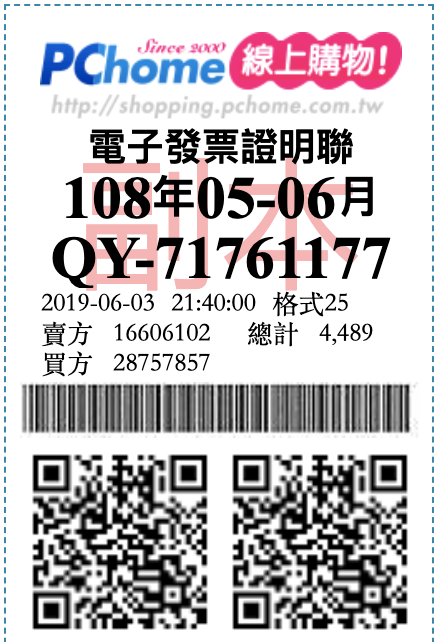 Since 2000
PChome 線上購物!
http://shopping.pchome.com.tw
電子發票證明聯
副本
108年05-06月
QY-71761177
2019-06-03 21:40:00 格式25
賣方 16606102 總計 4,489
買方 28757857